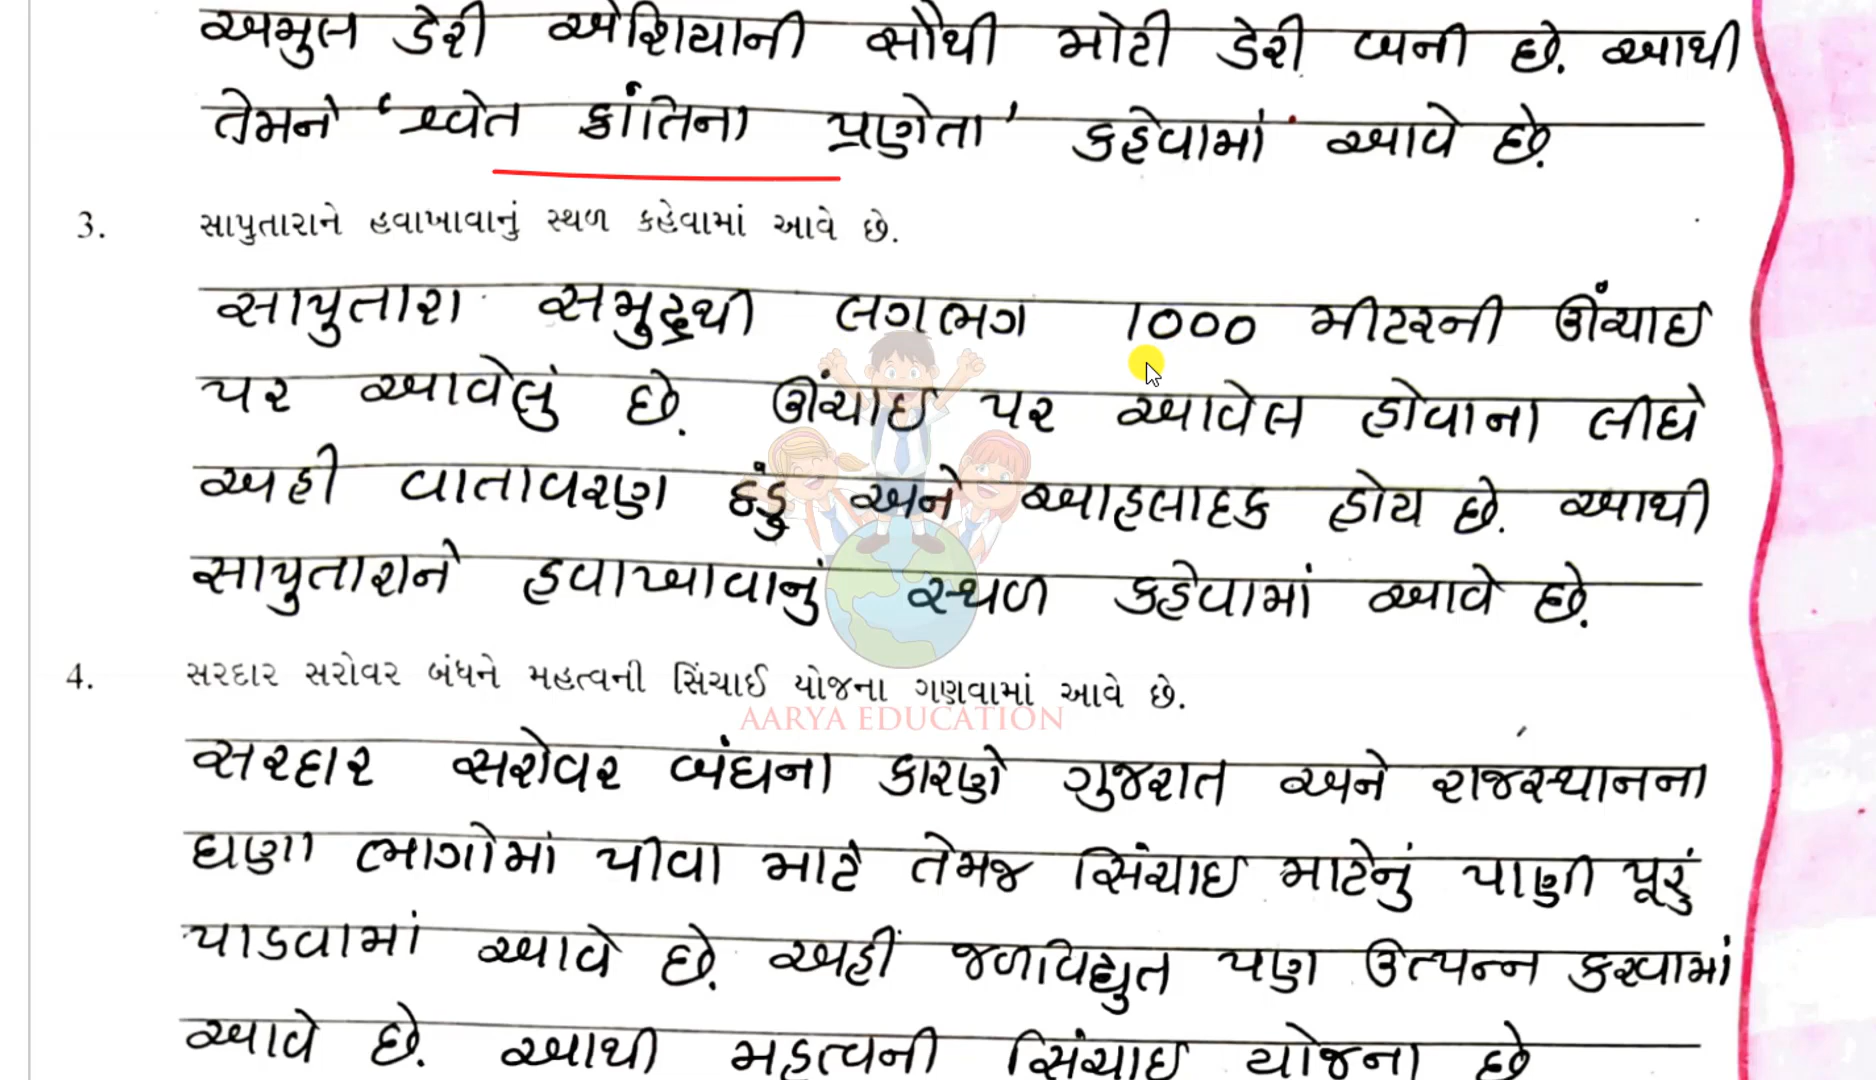 અમુલ ડેરી એશિયાની સૌથી મોટી ડેરી બની છે. આથી
તેમને 'શ્વેત ક્રાંતિના પ્રણેતા' કહેવામાં આવે છે.
3. સાપુતારાને હવાખાવાનું સ્થળ કહેવામાં આવે છે.
સાપુતારા સમુદ્રથી લગભગ 1000 મીટરની ઊંચાઈ
પર આવેલું છે. ઊંચાઈ પર આવેલ હોવાના લીધે
અહી વાતાવરણ ઠંડુ અને આહલાદક હોય છે. આથી
સાપુતારાને હવાખાવાનું સ્થળ કહેવામાં આવે છે.
4. સરદાર સરોવર બંધને મહત્વની સિંચાઈ યોજના ગણવામાં આવે છે.
AARYA EDUCATION
સરદાર સરોવર બંધના કારણે ગુજરાત અને રાજસ્થાનના
ઘણા ભાગોમાં પીવા માટે તેમજ સિંચાઈ માટેનું પાણી પૂરું
પાડવામાં આવે છે. અહીં જળવિદ્યુત પણ ઉત્પન્ન કરવામાં
આવે છે. આથી મહત્વની સિંચાઈ યોજના છે